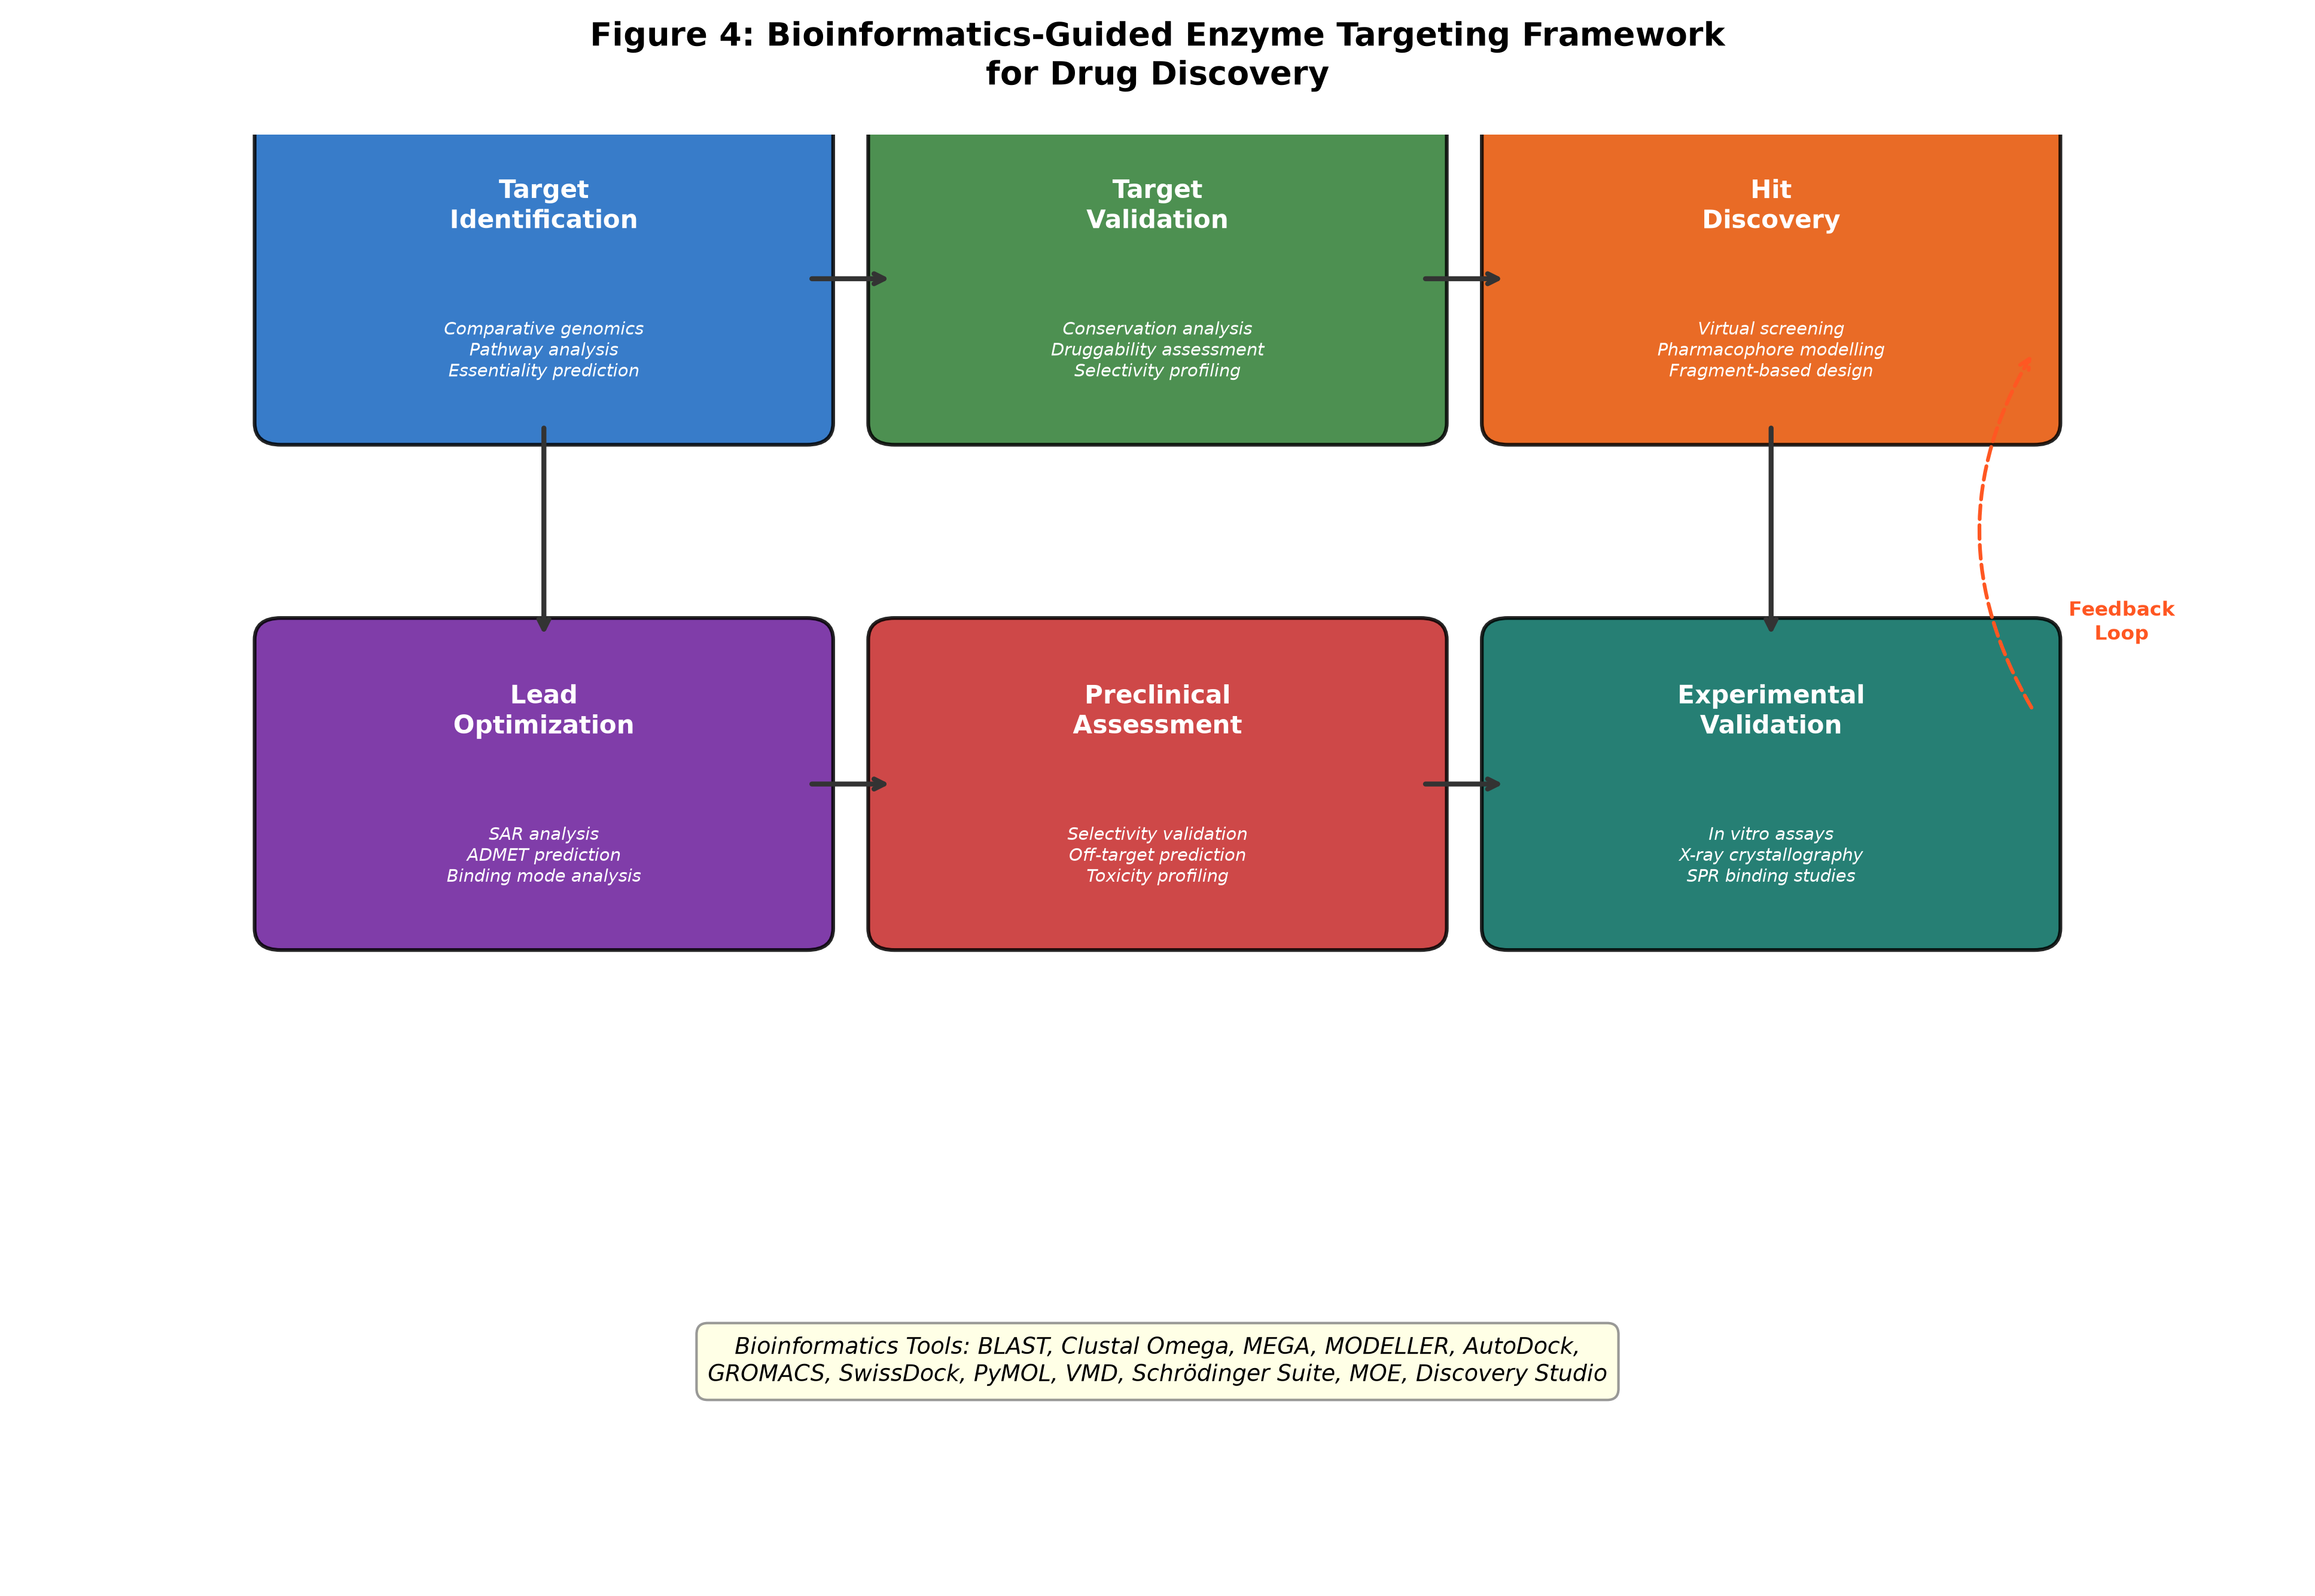 Figure 4: Bioinformatics-Guided Enzyme Targeting Framework
for Drug Discovery
Target
Identification
Comparative genomics
Pathway analysis
Essentiality prediction
Target
Validation
Conservation analysis
Druggability assessment
Selectivity profiling
Hit
Discovery
Virtual screening
Pharmacophore modelling
Fragment-based design
Feedback
Loop
Lead
Optimization
SAR analysis
ADMET prediction
Binding mode analysis
Preclinical
Assessment
Selectivity validation
Off-target prediction
Toxicity profiling
Experimental
Validation
In vitro assays
X-ray crystallography
SPR binding studies
Bioinformatics Tools: BLAST, Clustal Omega, MEGA, MODELLER, AutoDock,
GROMACS, SwissDock, PyMOL, VMD, Schrödinger Suite, MOE, Discovery Studio